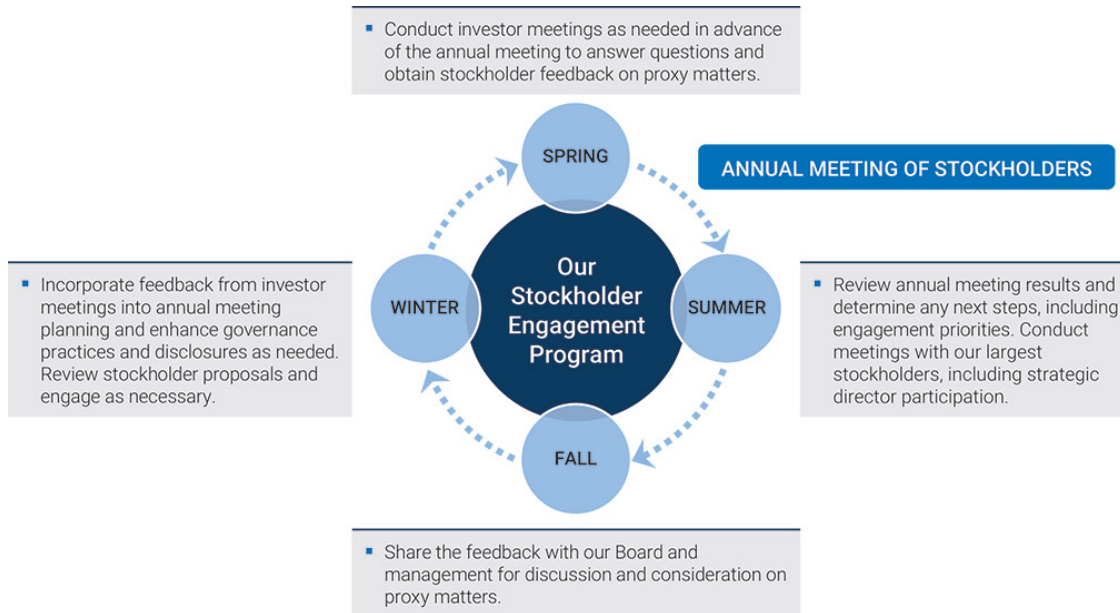 ▪ Conduct investor meetings as needed in advance
of the annual meeting to answer questions and
obtain stockholder feedback on proxy matters.
SPRING
ANNUAL MEETING OF STOCKHOLDERS
▪ Incorporate feedback from investor
meetings into annual meeting
planning and enhance governance
practices and disclosures as needed.
Review stockholder proposals and
engage as necessary.
WINTER
Our
Stockholder
Engagement
Program
SUMMER
▪ Review annual meeting results and
determine any next steps, including
engagement priorities. Conduct
meetings with our largest
stockholders, including strategic
director participation.
FALL
▪ Share the feedback with our Board and
management for discussion and consideration on
proxy matters.